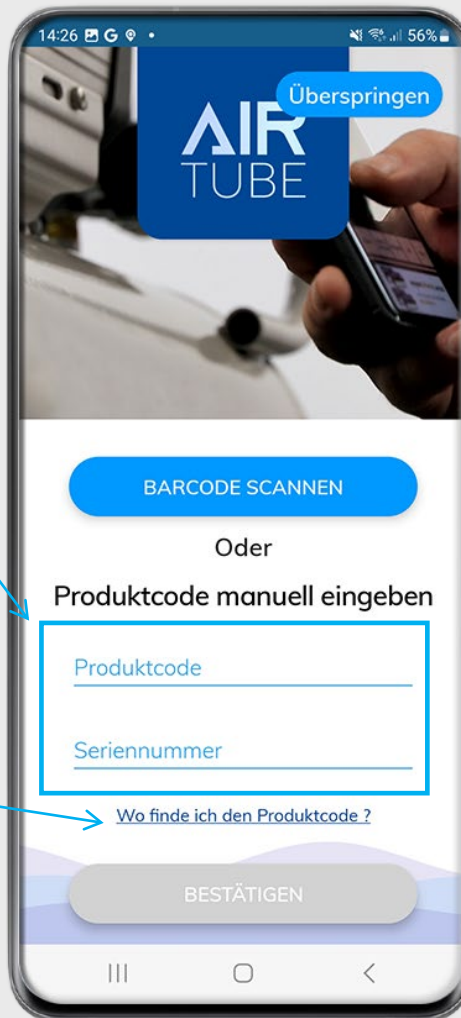 14:26 G 56%
Überspringen
AIR
TUBE
BARCODE SCANNEN
Oder
Produktcode manuell eingeben
Produktcode
Seriennummer
Wo finde ich den Produktcode ?
BESTÄTIGEN